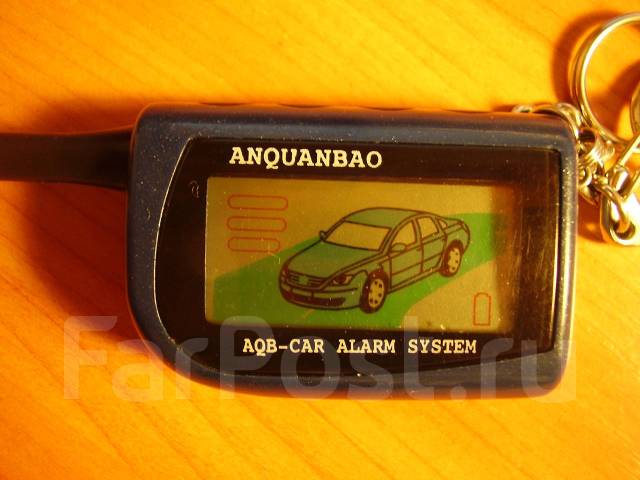 ANQUANBAO
AQB-CAR ALARM SYSTEM
FarPost.ru